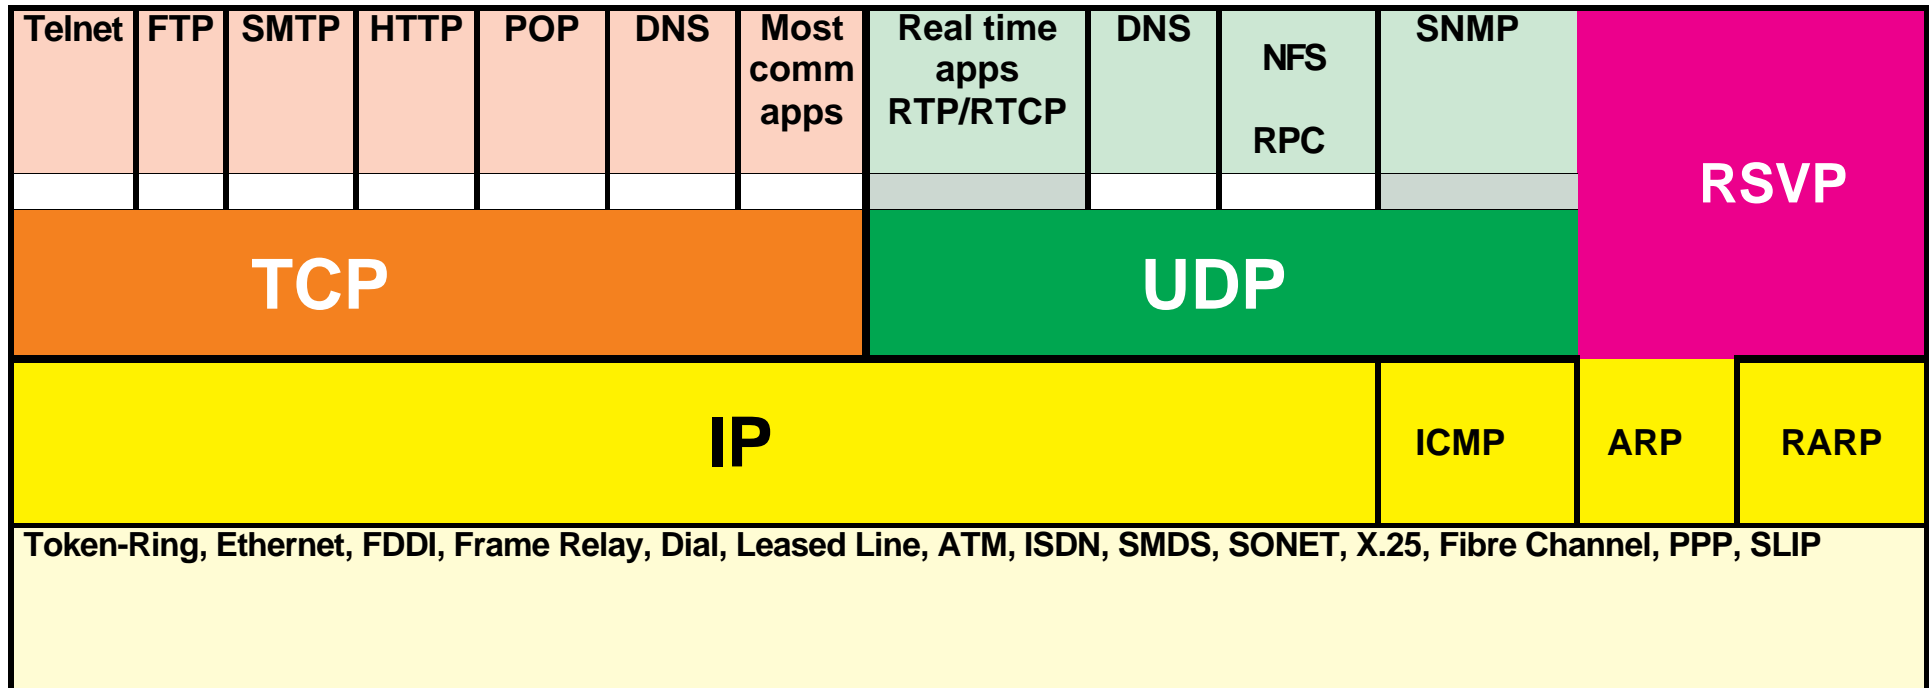 Telnet
FTP
SMTP
HTTP
POP
DNS
Most
comm
apps
Real time
apps
RTP/RTCP
DNS
NFS
RPC
SNMP
RSVP
TCP
UDP
IP
ICMP
ARP
RARP
Token-Ring, Ethernet, FDDI, Frame Relay, Dial, Leased Line, ATM, ISDN, SMDS, SONET, X.25, Fibre Channel, PPP, SLIP